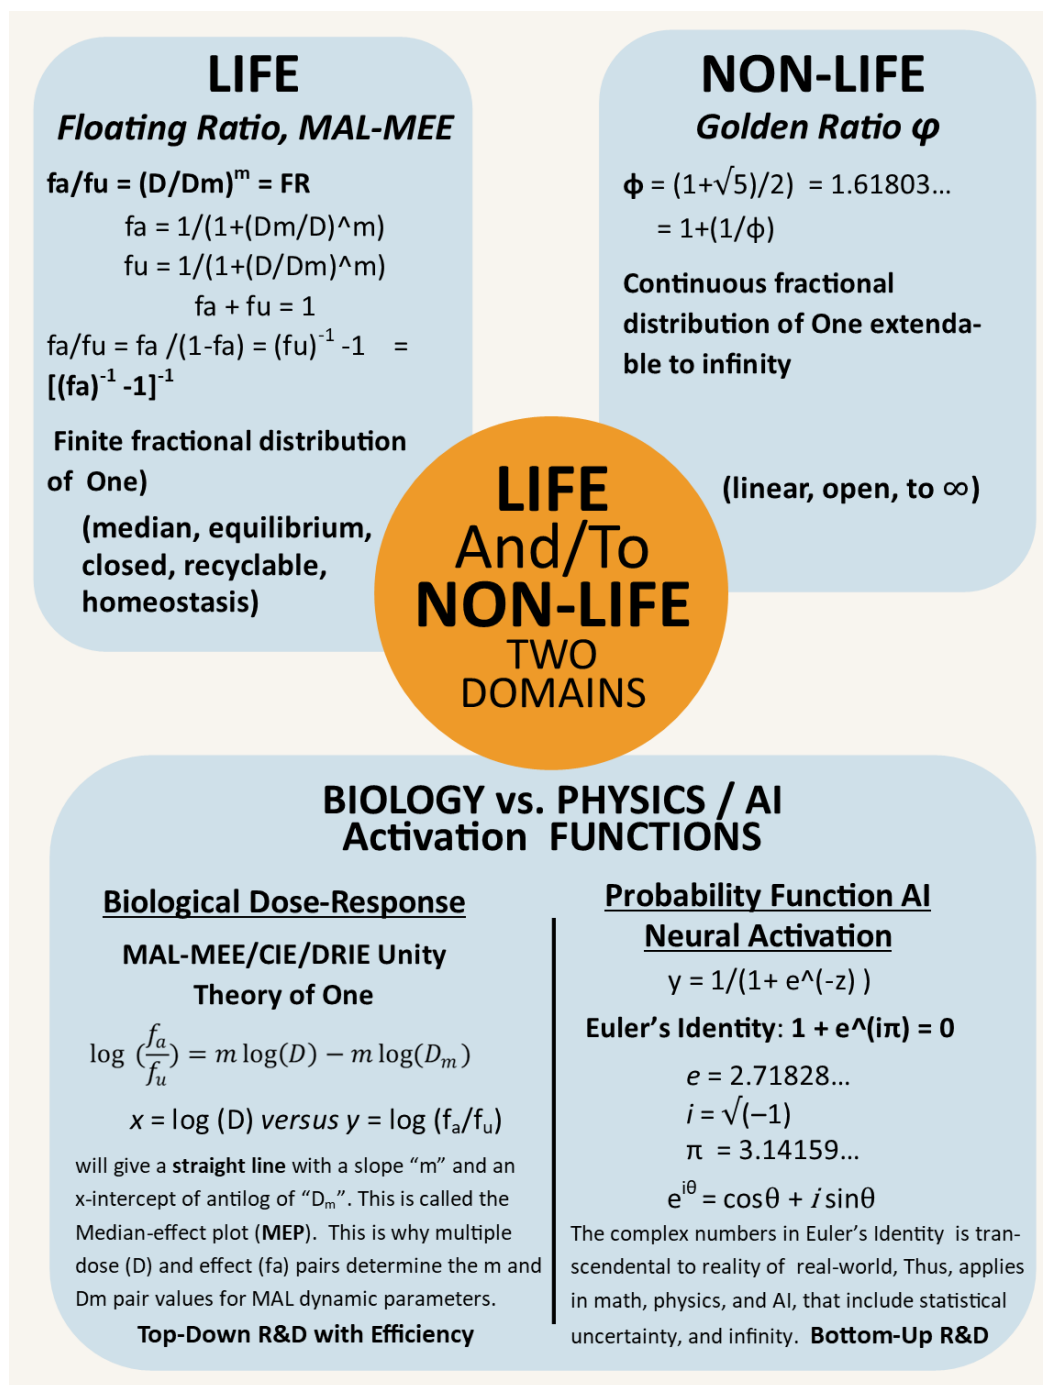 LIFE
Floating Ratio, MAL-MEE
fa/fu = (D/Dm)^m = FR
fa = 1/(1+(Dm/D)^m)
fu = 1/(1+(D/Dm)^m)
fa + fu = 1
fa/fu = fa /(1-fa) = (fu)^-1 -1 =
[(fa)^-1 -1]^-1
Finite fractional distribution
of One)
(median, equilibrium,
closed, recyclable,
homeostasis)
NON-LIFE
Golden Ratio φ
ϕ = (1+√5)/2) = 1.61803...
= 1+(1/ϕ)
Continuous fractional
distribution of One extenda-
ble to infinity
(linear, open, to ∞)
LIFE
And/To
NON-LIFE
TWO
DOMAINS
BIOLOGY vs. PHYSICS / AI
Activation FUNCTIONS
Biological Dose-Response
MAL-MEE/CIE/DRIE Unity
Theory of One
log (f_a/f_u) = m log(D) − m log(D_m)
x = log (D) versus y = log (f_a/f_u)
will give a straight line with a slope “m” and an
x-intercept of antilog of “D_m”. This is called the
Median-effect plot (MEP). This is why multiple
dose (D) and effect (fa) pairs determine the m and
Dm pair values for MAL dynamic parameters.
Top-Down R&D with Efficiency
Probability Function AI
Neural Activation
y = 1/(1+ e^(-z) )
Euler’s Identity: 1 + e^(iπ) = 0
e = 2.71828...
i = √(−1)
π = 3.14159...
e^iθ = cosθ + i sinθ
The complex numbers in Euler’s Identity is tran-
scendental to reality of real-world, Thus, applies
in math, physics, and AI, that include statistical
uncertainty, and infinity. Bottom-Up R&D